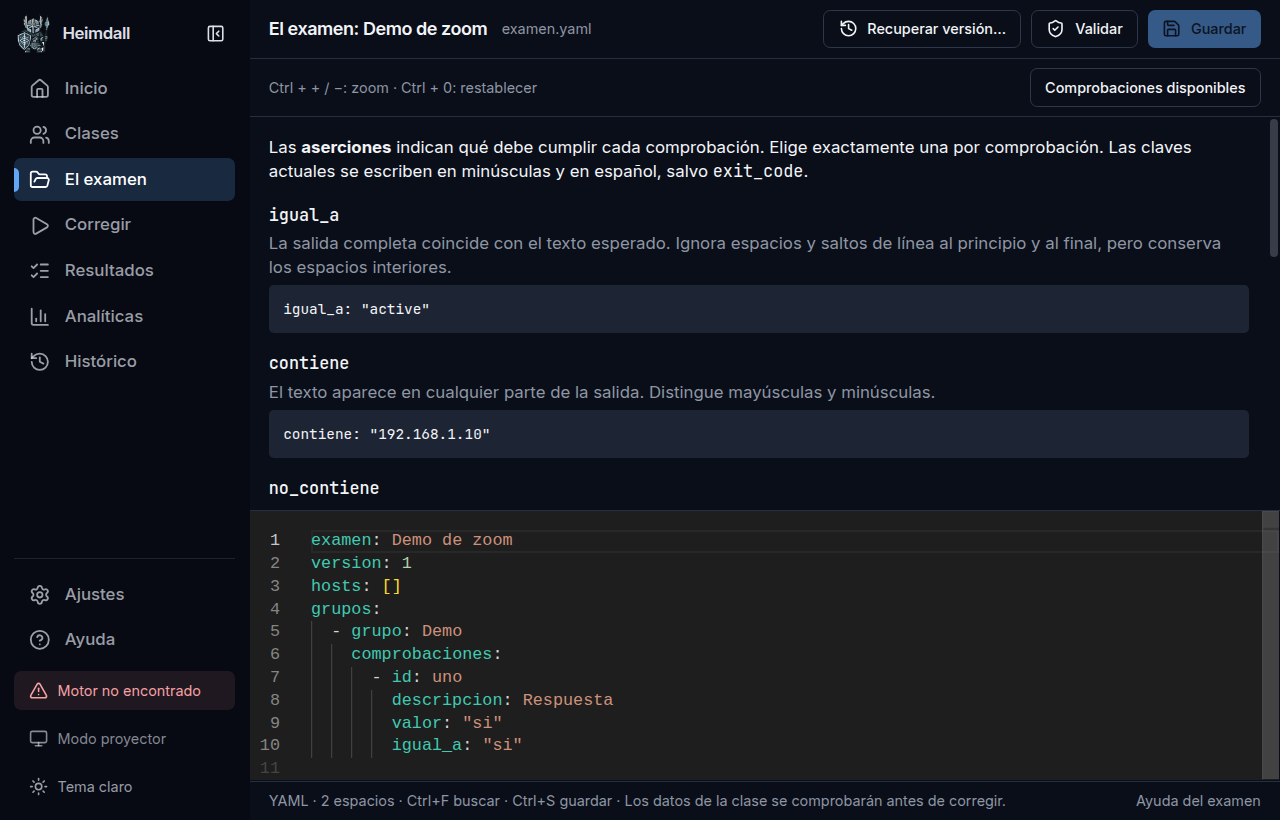 Heimdall
Inicio
Clases
El examen
Corregir
Resultados
Analíticas
Histórico
Ajustes
Ayuda
Motor no encontrado
Modo proyector
Tema claro
El examen: Demo de zoom examen.yaml
Recuperar versión... Validar Guardar
Ctrl + + / −: zoom · Ctrl + 0: restablecer
Comprobaciones disponibles
Las aserciones indican qué debe cumplir cada comprobación. Elige exactamente una por comprobación. Las claves
actuales se escriben en minúsculas y en español, salvo exit_code.
igual_a
La salida completa coincide con el texto esperado. Ignora espacios y saltos de línea al principio y al final, pero conserva
los espacios interiores.
igual_a: "active"
contiene
El texto aparece en cualquier parte de la salida. Distingue mayúsculas y minúsculas.
contiene: "192.168.1.10"
no_contiene
1 examen: Demo de zoom
2 version: 1
3 hosts: []
4 grupos:
5 - grupo: Demo
6 comprobaciones:
7 - id: uno
8 descripcion: Respuesta
9 valor: "si"
10 igual_a: "si"
11
YAML · 2 espacios · Ctrl+F buscar · Ctrl+S guardar · Los datos de la clase se comprobarán antes de corregir.
Ayuda del examen